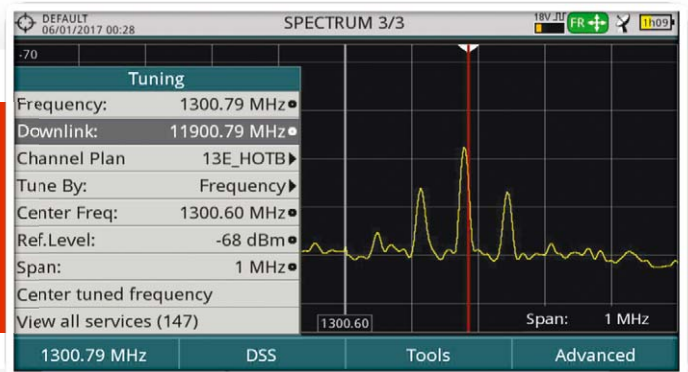 DEFAULT
06/01/2017 00:28
SPECTRUM 3/3
18V
FR
1h09
-70
Tuning
Frequency: 1300.79 MHz
Downlink: 11900.79 MHz
Channel Plan 13E_HOTB
Tune By: Frequency
Center Freq: 1300.60 MHz
Ref.Level: -68 dBm
Span: 1 MHz
Center tuned frequency
View all services (147)
1300.60
Span: 1 MHz
1300.79 MHz
DSS
Tools
Advanced